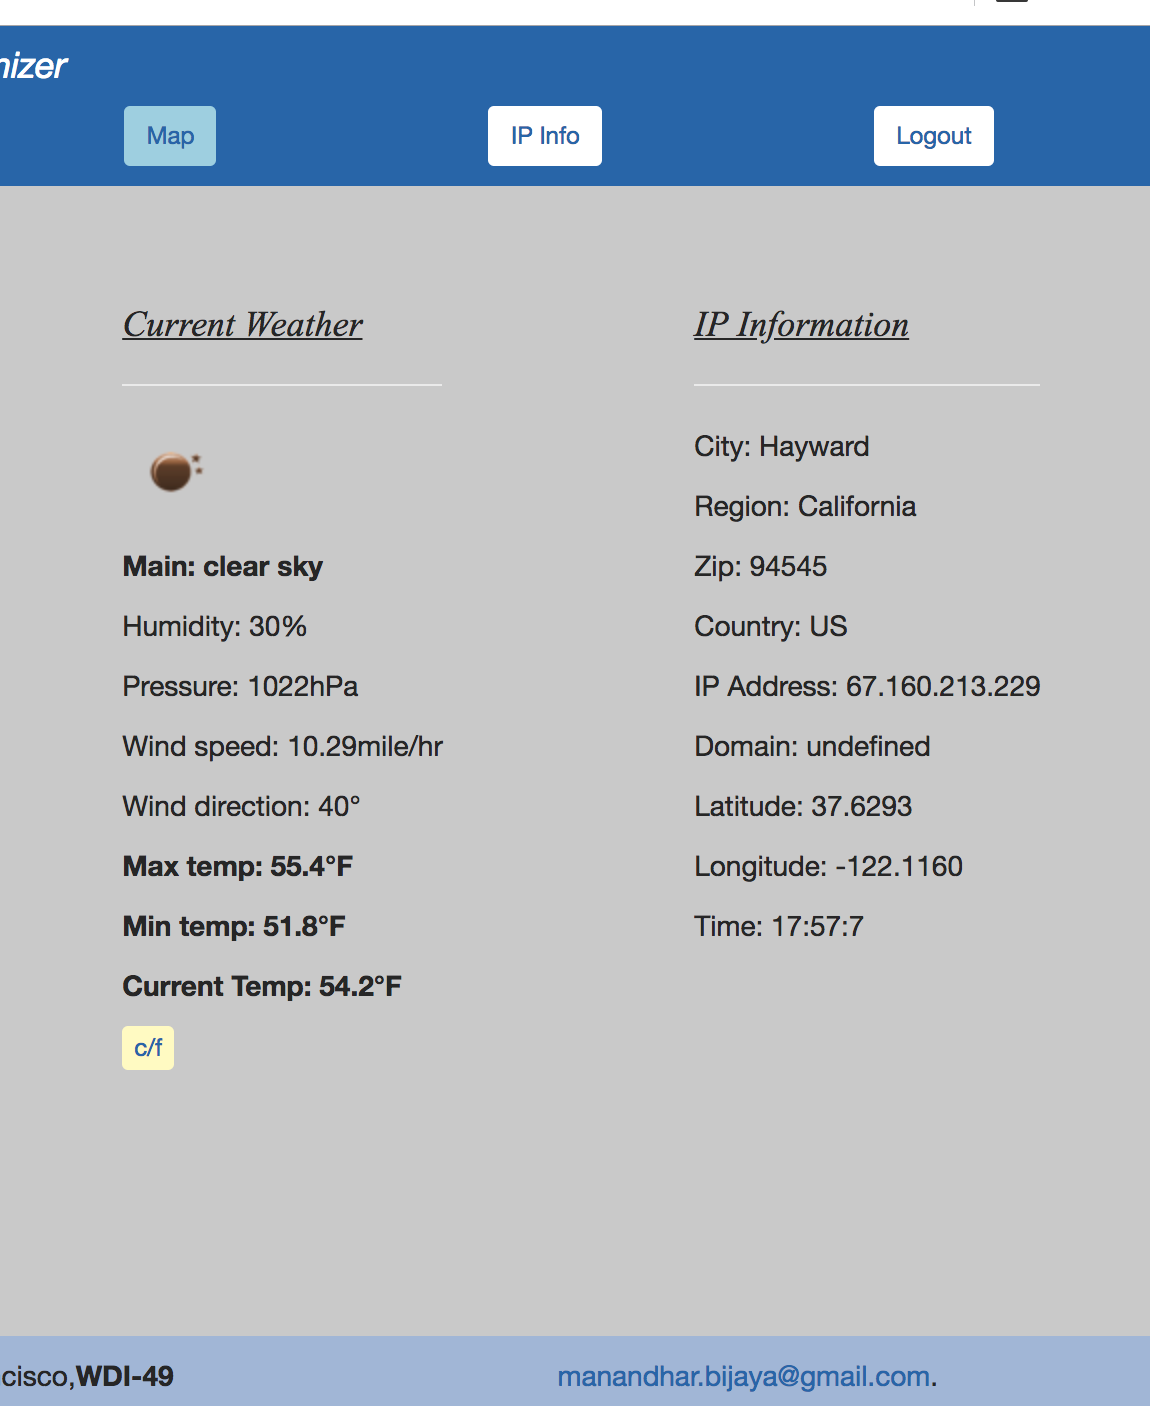 nizer
Map
IP Info
Logout
Current Weather
Main: clear sky
Humidity: 30%
Pressure: 1022hPa
Wind speed: 10.29mile/hr
Wind direction: 40°
Max temp: 55.4°F
Min temp: 51.8°F
Current Temp: 54.2°F
c/f
IP Information
City: Hayward
Region: California
Zip: 94545
Country: US
IP Address: 67.160.213.229
Domain: undefined
Latitude: 37.6293
Longitude: -122.1160
Time: 17:57:7
cisco,WDI-49
manandhar.bijaya@gmail.com.